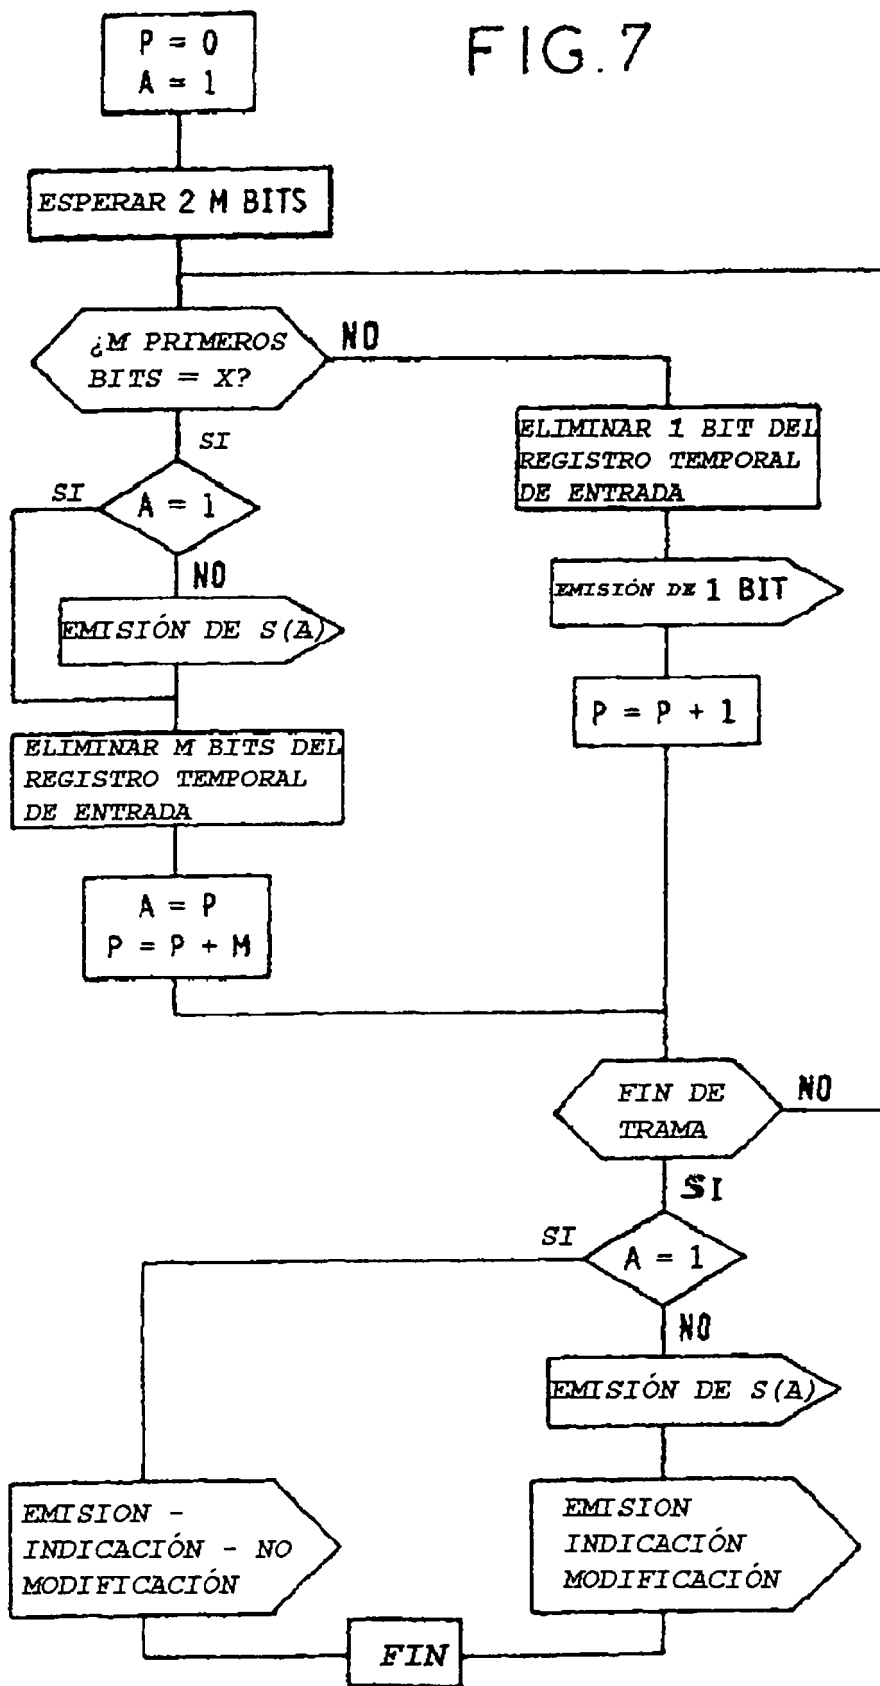 FIG. 7
P = 0
A = 1
ESPERAR 2 M BITS
¿M PRIMEROS
BITS = X?
NO
SI
ELIMINAR 1 BIT DEL
REGISTRO TEMPORAL
DE ENTRADA
SI
A = 1
NO
EMISIÓN DE 1 BIT
EMISIÓN DE S(A)
P = P + 1
ELIMINAR M BITS DEL
REGISTRO TEMPORAL
DE ENTRADA
A = P
P = P + M
FIN DE
TRAMA
NO
SI
SI
A = 1
NO
EMISIÓN DE S(A)
EMISION -
INDICACIÓN - NO
MODIFICACIÓN
EMISION
INDICACIÓN
MODIFICACIÓN
FIN